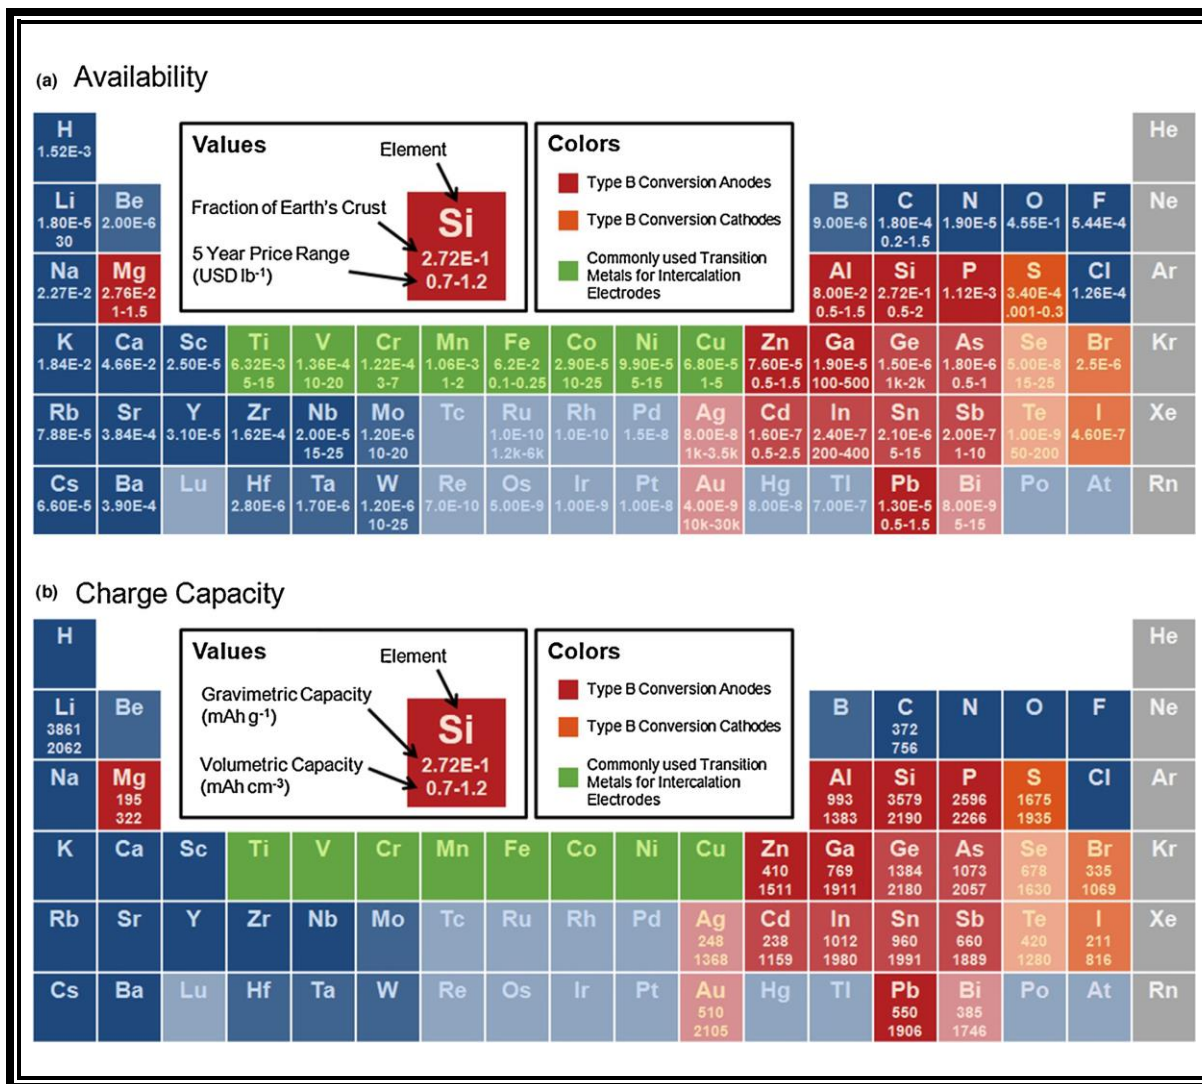 (a) Availability
H
1.52E-3
He
Values
Element
Fraction of Earth's Crust
5 Year Price Range
(USD lb-1)
Si
2.72E-1
0.7-1.2
Colors
Type B Conversion Anodes
Type B Conversion Cathodes
Commonly used Transition
Metals for Intercalation
Electrodes
Li Be B C N O F Ne
1.80E-5 2.00E-6 9.00E-6 1.80E-4 1.90E-5 4.55E-1 5.44E-4
30 0.2-1.5
Na Mg Al Si P S Cl Ar
2.27E-2 2.76E-2 8.00E-2 2.72E-1 1.12E-3 3.40E-4 1.26E-4
1-1.5 0.5-1.5 0.5-2 .001-0.3
K Ca Sc Ti V Cr Mn Fe Co Ni Cu Zn Ga Ge As Se Br Kr
1.84E-2 4.66E-2 2.50E-5 6.32E-3 1.36E-4 1.22E-4 1.06E-3 6.2E-2 2.90E-5 9.90E-5 6.80E-5 7.60E-5 1.90E-5 1.50E-6 1.80E-6 5.00E-8 2.5E-6
5-15 10-20 3-7 1-2 0.1-0.25 10-25 5-15 1-5 0.5-1.5 100-500 1k-2k 0.5-1 15-25
Rb Sr Y Zr Nb Mo Tc Ru Rh Pd Ag Cd In Sn Sb Te I Xe
7.88E-5 3.84E-4 3.10E-5 1.62E-4 2.00E-5 1.20E-6 1.0E-10 1.0E-10 1.5E-8 8.00E-8 1.60E-7 2.40E-7 2.10E-6 2.00E-7 1.00E-9 4.60E-7
15-25 10-20 1.2k-6k 1k-3.5k 0.5-2.5 200-400 5-15 1-10 50-200
Cs Ba Lu Hf Ta W Re Os Ir Pt Au Hg Tl Pb Bi Po At Rn
6.60E-5 3.90E-4 2.80E-6 1.70E-6 1.20E-6 7.0E-10 5.00E-9 1.00E-9 1.00E-8 4.00E-9 8.00E-8 7.00E-7 1.30E-5 8.00E-9
10-25 10k-30k 0.5-1.5 5-15
(b) Charge Capacity
H
He
Values
Element
Gravimetric Capacity
(mAh g-1)
Volumetric Capacity
(mAh cm-3)
Si
2.72E-1
0.7-1.2
Colors
Type B Conversion Anodes
Type B Conversion Cathodes
Commonly used Transition
Metals for Intercalation
Electrodes
Li Be B C N O F Ne
3861 372
2062 756
Na Mg Al Si P S Cl Ar
195 993 3579 2596 1675
322 1383 2190 2266 1935
K Ca Sc Ti V Cr Mn Fe Co Ni Cu Zn Ga Ge As Se Br Kr
410 769 1384 1073 678 335
1511 1911 2180 2057 1630 1069
Rb Sr Y Zr Nb Mo Tc Ru Rh Pd Ag Cd In Sn Sb Te I Xe
248 238 1012 960 660 420 211
1368 1159 1980 1991 1889 1280 816
Cs Ba Lu Hf Ta W Re Os Ir Pt Au Hg Tl Pb Bi Po At Rn
510 550 385
2105 1906 1746